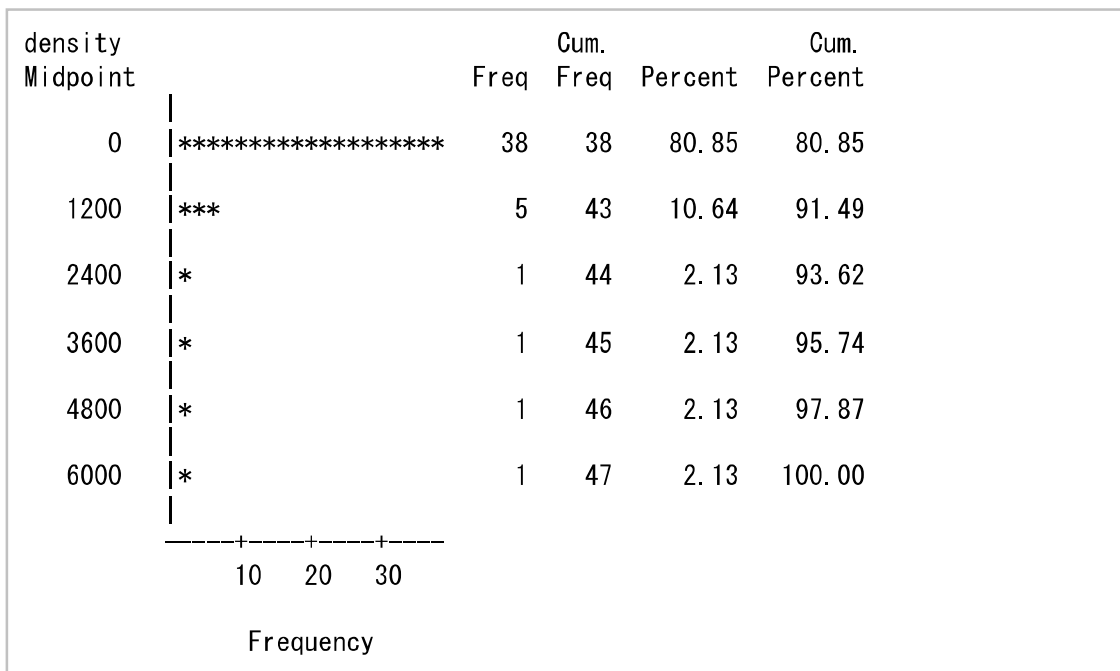 density Cum. Cum.
Midpoint Freq Freq Percent Percent
|
0 |******************* 38 38 80.85 80.85
|
1200 |*** 5 43 10.64 91.49
|
2400 |* 1 44 2.13 93.62
|
3600 |* 1 45 2.13 95.74
|
4800 |* 1 46 2.13 97.87
|
6000 |* 1 47 2.13 100.00
|
-----+----+----+----
10 20 30
Frequency